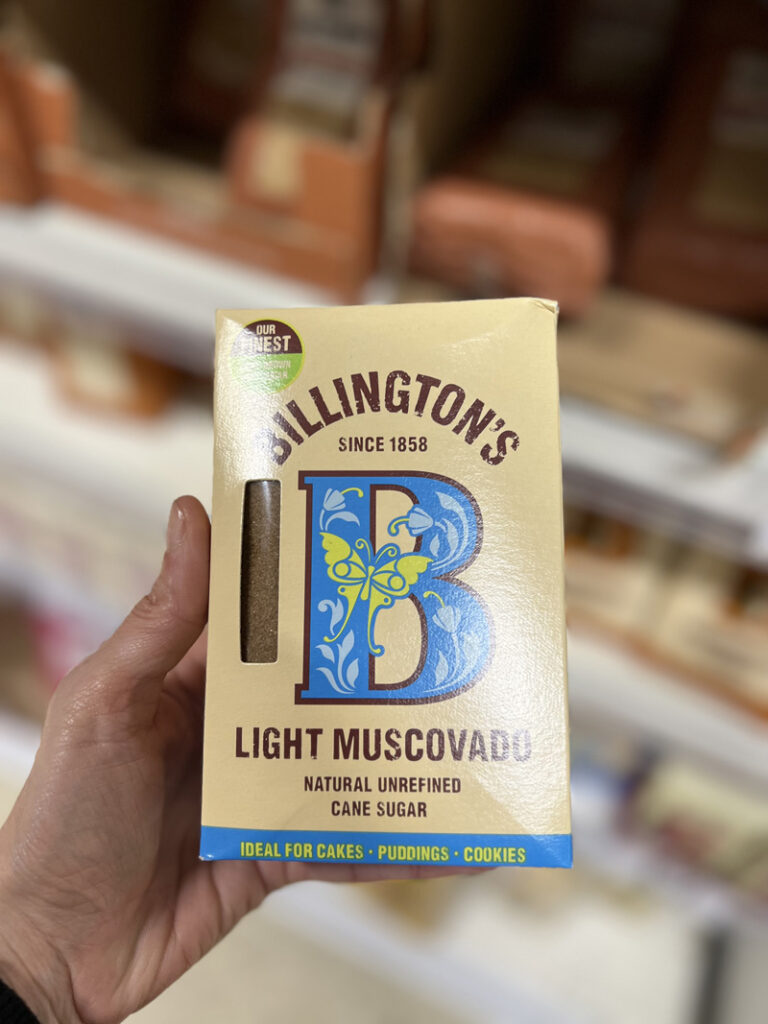 OUR
FINEST
BILLINGTON'S
SINCE 1858
B
LIGHT MUSCOVADO
NATURAL UNREFINED
CANE SUGAR
IDEAL FOR CAKES · PUDDINGS · COOKIES